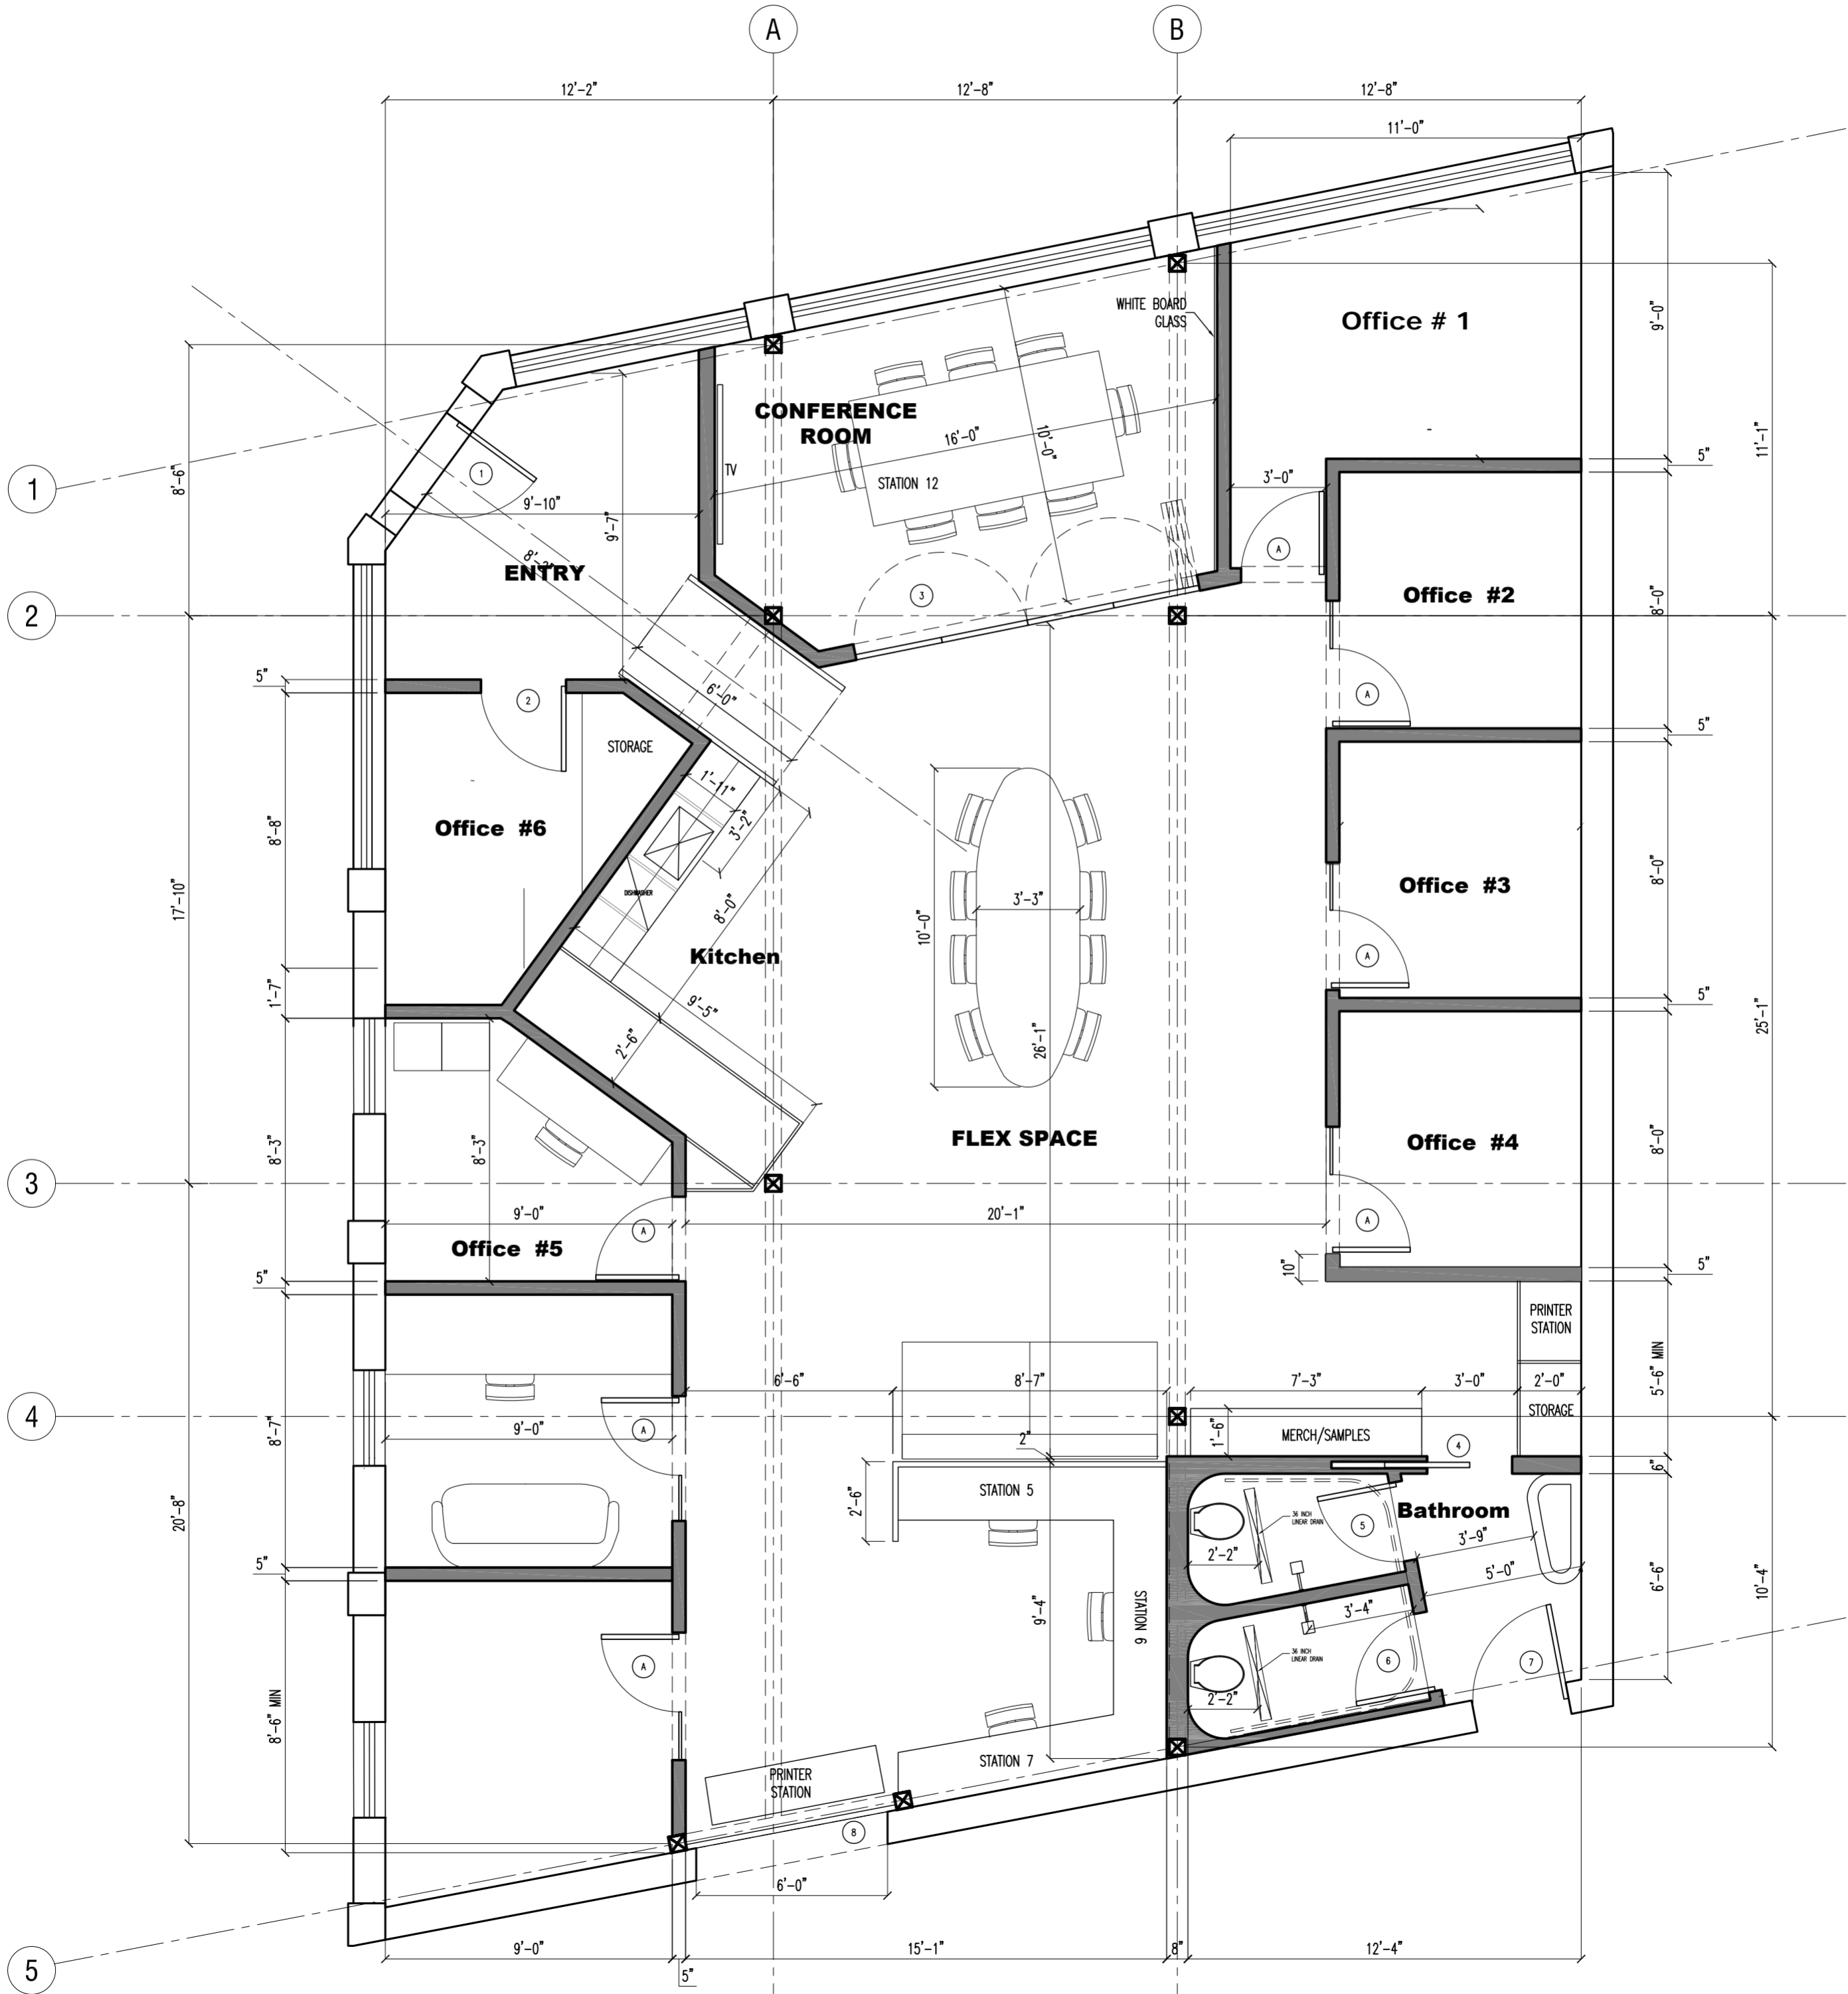 A
B
12'-2"
12'-8"
12'-8"
11'-0"
WHITE BOARD
GLASS
Office # 1
9'-0"
CONFERENCE
ROOM
16'-0"
10'-0"
TV
STATION 12
11'-1"
5"
8'-6"
1
1
9'-10"
9'-7"
3'-0"
A
ENTRY
3
Office #2
8'-0"
2
5"
2
6'-0"
A
STORAGE
5"
1'-11"
3'-2"
8'-8"
Office #6
DISHWASHER
17'-10"
8'-0"
3'-3"
10'-0"
Office #3
8'-0"
Kitchen
A
1'-7"
9'-5"
5"
25'-1"
2'-6"
26'-1"
8'-3"
8'-3"
FLEX SPACE
Office #4
8'-0"
3
9'-0"
20'-1"
A
A
Office #5
5"
10"
5"
PRINTER
STATION
5'-6" MIN
6'-6"
8'-7"
7'-3"
3'-0"
2'-0"
4
STORAGE
8'-7"
9'-0"
A
2"
1'-6"
MERCH/SAMPLES
4
6"
20'-8"
2'-6"
STATION 5
Bathroom
36 INCH
LINEAR DRAIN
5
3'-9"
2'-2"
5'-0"
5"
6'-6"
10'-4"
9'-4"
STATION 6
3'-4"
A
36 INCH
LINEAR DRAIN
6
7
2'-2"
8'-6" MIN
STATION 7
PRINTER
STATION
8
6'-0"
9'-0"
15'-1"
8"
12'-4"
5
5"